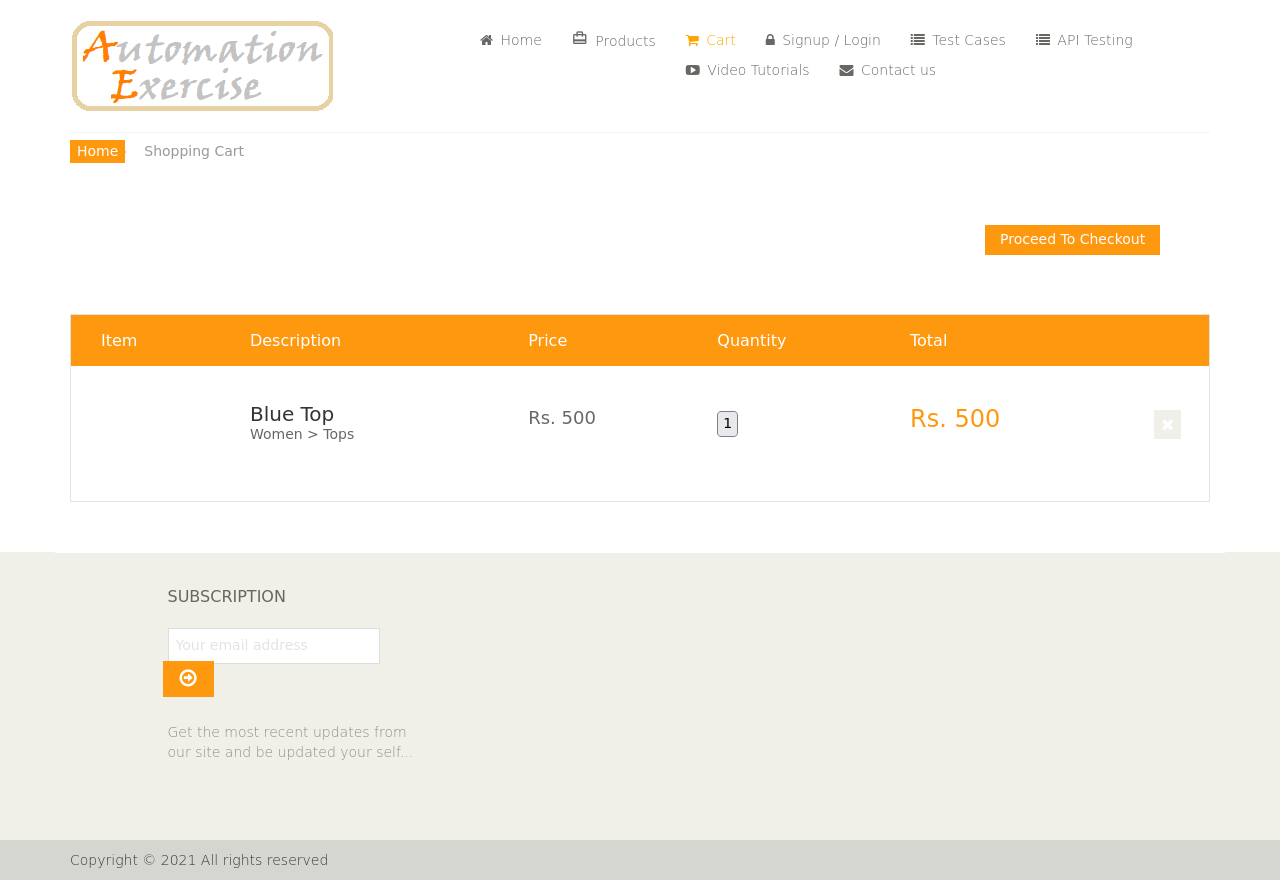 Automation
Exercise
Home
Products
Cart
Signup / Login
Test Cases
API Testing
Video Tutorials
Contact us
Home
Shopping Cart
Proceed To Checkout
Item Description Price Quantity Total
Blue Top
Women > Tops
Rs. 500
1
Rs. 500
SUBSCRIPTION
Your email address
Get the most recent updates from
our site and be updated your self...
Copyright © 2021 All rights reserved